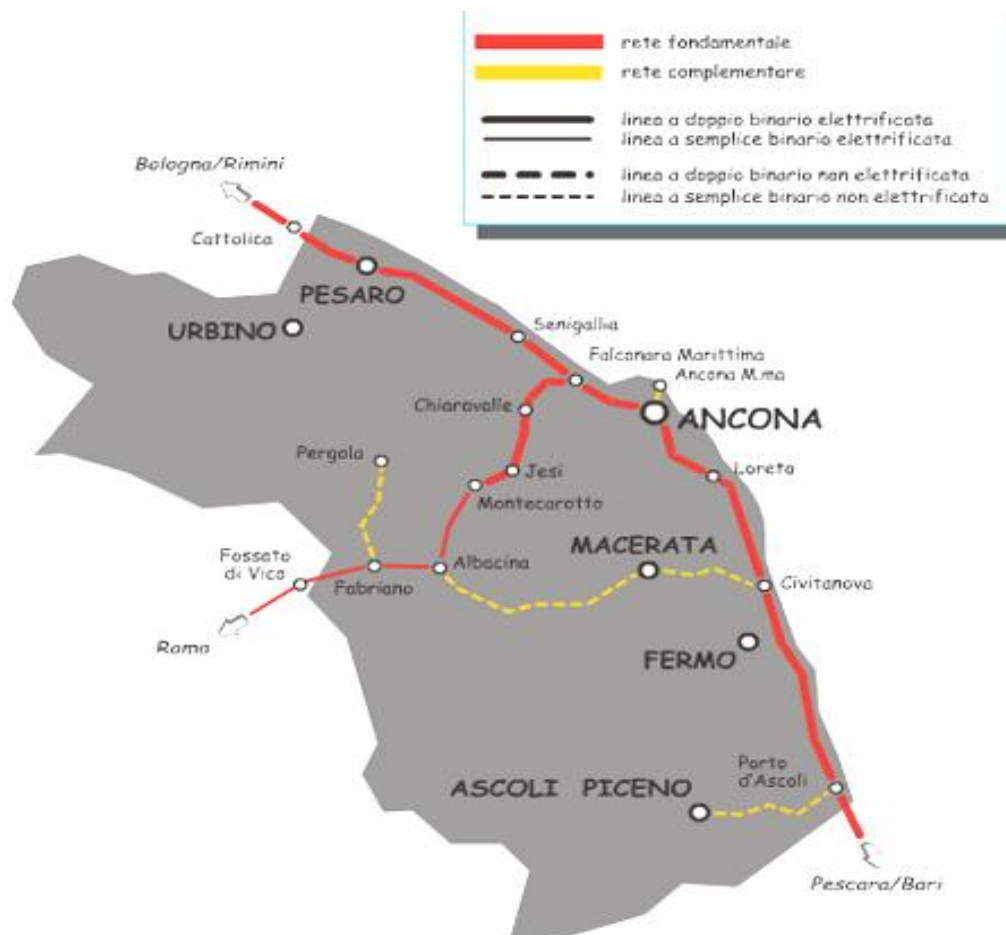 rete fondamentale
rete complementare
linea a doppio binario elettrificata
linea a semplice binario elettrificata
linea a doppio binario non elettrificata
linea a semplice binario non elettrificata
Bologna/Rimini
Cattolica
PESARO
URBINO
Senigallia
Falconara Marittima
Ancona M.ma
ANCONA
Chiaravalle
Pergola
Jesi
Loreto
Montecarotto
MACERATA
Fossato
di Vico
Albacina
Fabriano
Civitanova
Roma
FERMO
Porto
d'Ascoli
ASCOLI PICENO
Pescara/Bari